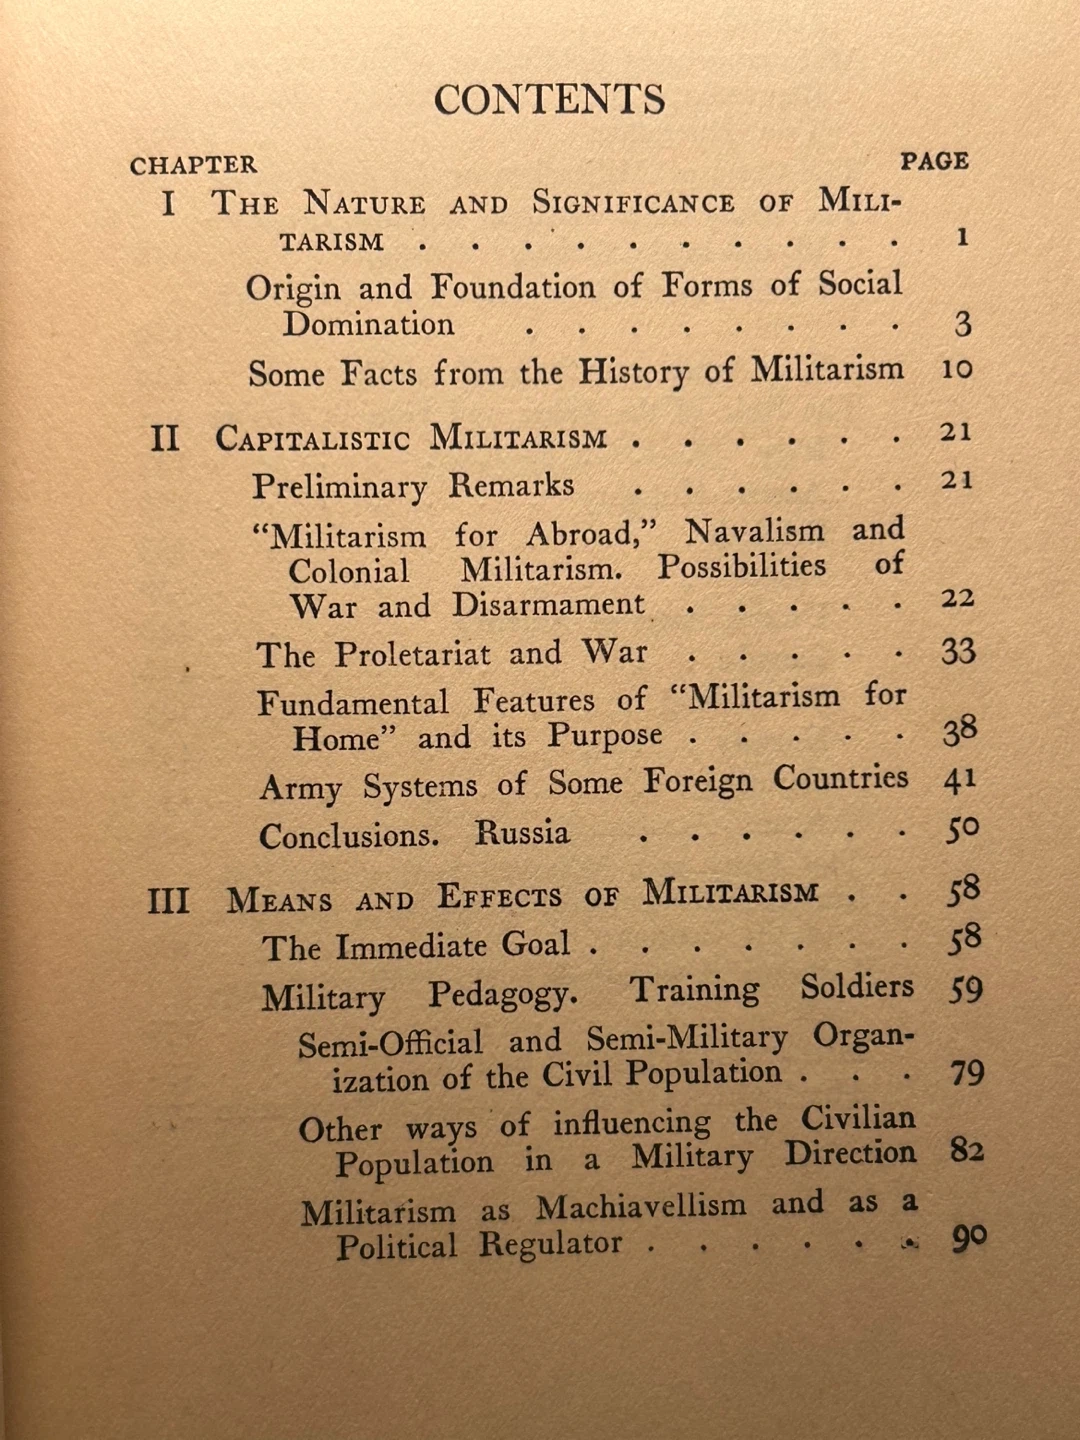 CONTENTS
CHAPTER PAGE
I THE NATURE AND SIGNIFICANCE OF MILI-
TARISM . . . . . . . . . . 1
Origin and Foundation of Forms of Social
Domination . . . . . . . . 3
Some Facts from the History of Militarism 10
II CAPITALISTIC MILITARISM . . . . . . 21
Preliminary Remarks . . . . . . 21
“Militarism for Abroad,” Navalism and
Colonial Militarism. Possibilities of
War and Disarmament . . . . . 22
The Proletariat and War . . . . . 33
Fundamental Features of “Militarism for
Home” and its Purpose . . . . . 38
Army Systems of Some Foreign Countries 41
Conclusions. Russia . . . . . . 50
III MEANS AND EFFECTS OF MILITARISM . . 58
The Immediate Goal . . . . . . . 58
Military Pedagogy. Training Soldiers 59
Semi-Official and Semi-Military Organ-
ization of the Civil Population . . . 79
Other ways of influencing the Civilian
Population in a Military Direction 82
Militarism as Machiavellism and as a
Political Regulator . . . . . . 90